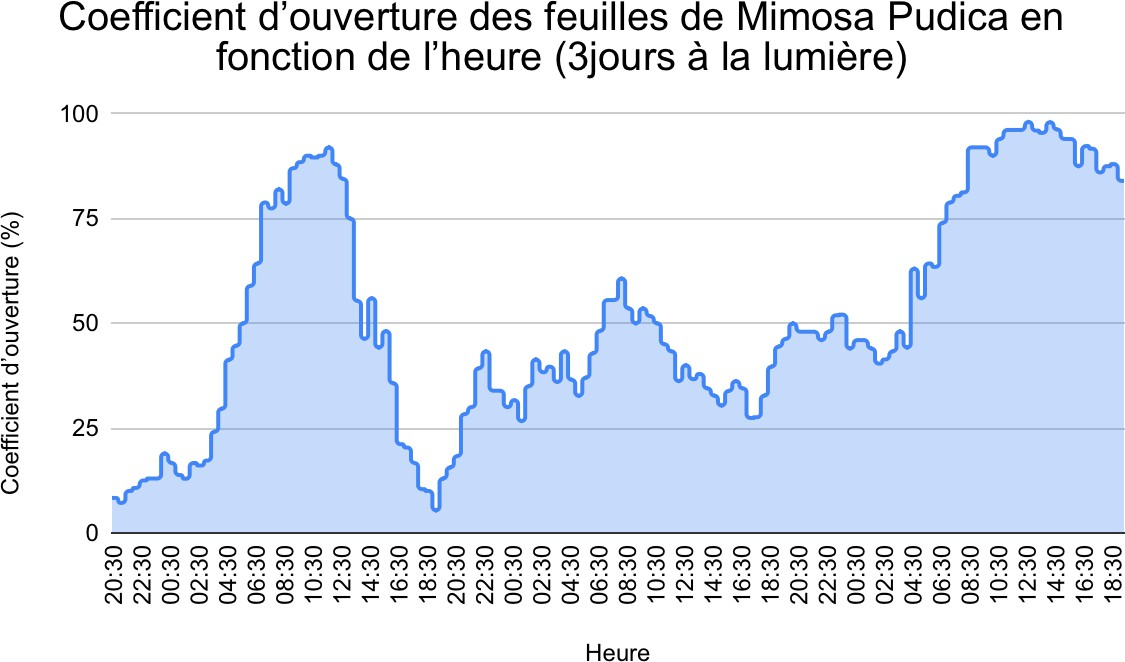 Coefficient d’ouverture des feuilles de Mimosa Pudica en
fonction de l’heure (3jours à la lumière)
Coefficient d’ouverture (%)
100
75
50
25
0
20:30 22:30 00:30 02:30 04:30 06:30 08:30 10:30 12:30 14:30 16:30 18:30 20:30 22:30 00:30 02:30 04:30 06:30 08:30 10:30 12:30 14:30 16:30 18:30 20:30 22:30 00:30 02:30 04:30 06:30 08:30 10:30 12:30 14:30 16:30 18:30
Heure